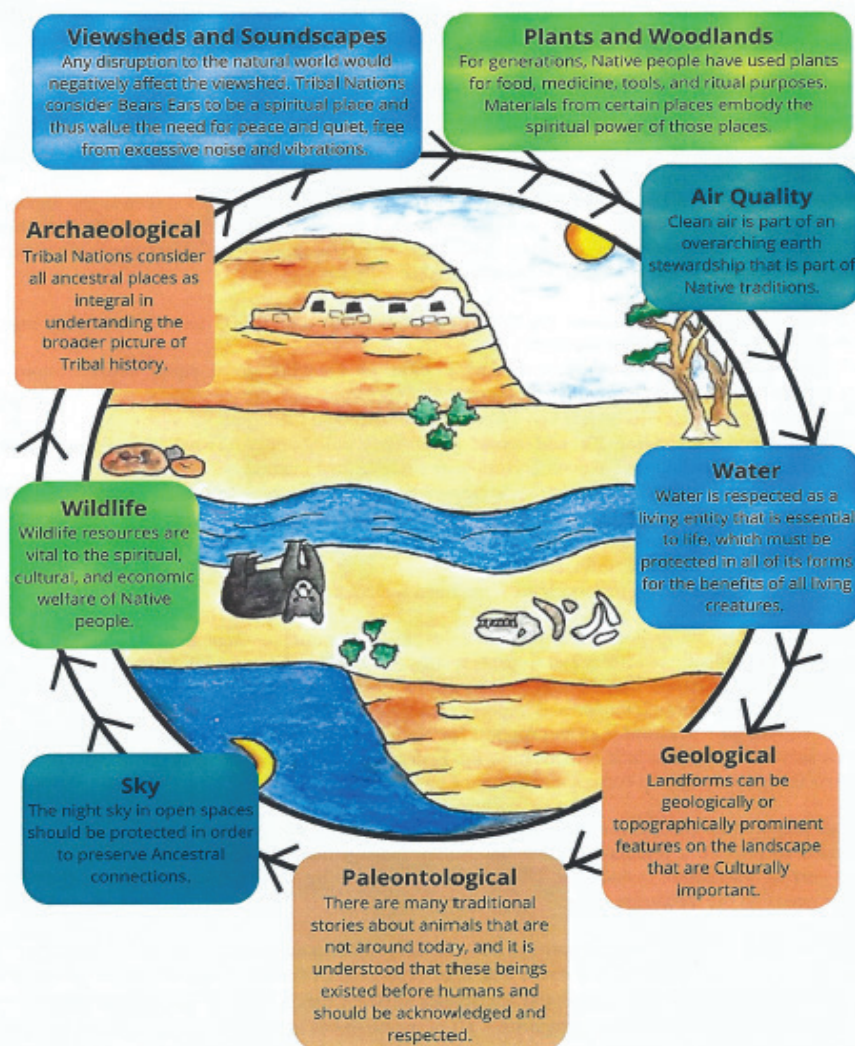 Viewsheds and Soundscapes
Any disruption to the natural world would
negatively affect the viewshed. Tribal Nations
consider Bears Ears to be a spiritual place and
thus value the need for peace and quiet, free
from excessive noise and vibrations.
Plants and Woodlands
For generations, Native people have used plants
for food, medicine, tools, and ritual purposes.
Materials from certain places embody the
spiritual power of those places.
Air Quality
Clean air is part of an
overarching earth
stewardship that is part of
Native traditions.
Archaeological
Tribal Nations consider
all ancestral places as
integral in
undertanding the
broader picture of
Tribal history.
Water
Water is respected as a
living entity that is essential
to life, which must be
protected in all of its forms
for the benefits of all living
creatures.
Wildlife
Wildlife resources are
vital to the spiritual,
cultural, and economic
welfare of Native
people.
Geological
Landforms can be
geologically or
topographically prominent
features on the landscape
that are Culturally
important.
Sky
The night sky in open spaces
should be protected in order
to preserve Ancestral
connections.
Paleontological
There are many traditional
stories about animals that are
not around today, and it is
understood that these beings
existed before humans and
should be acknowledged and
respected.